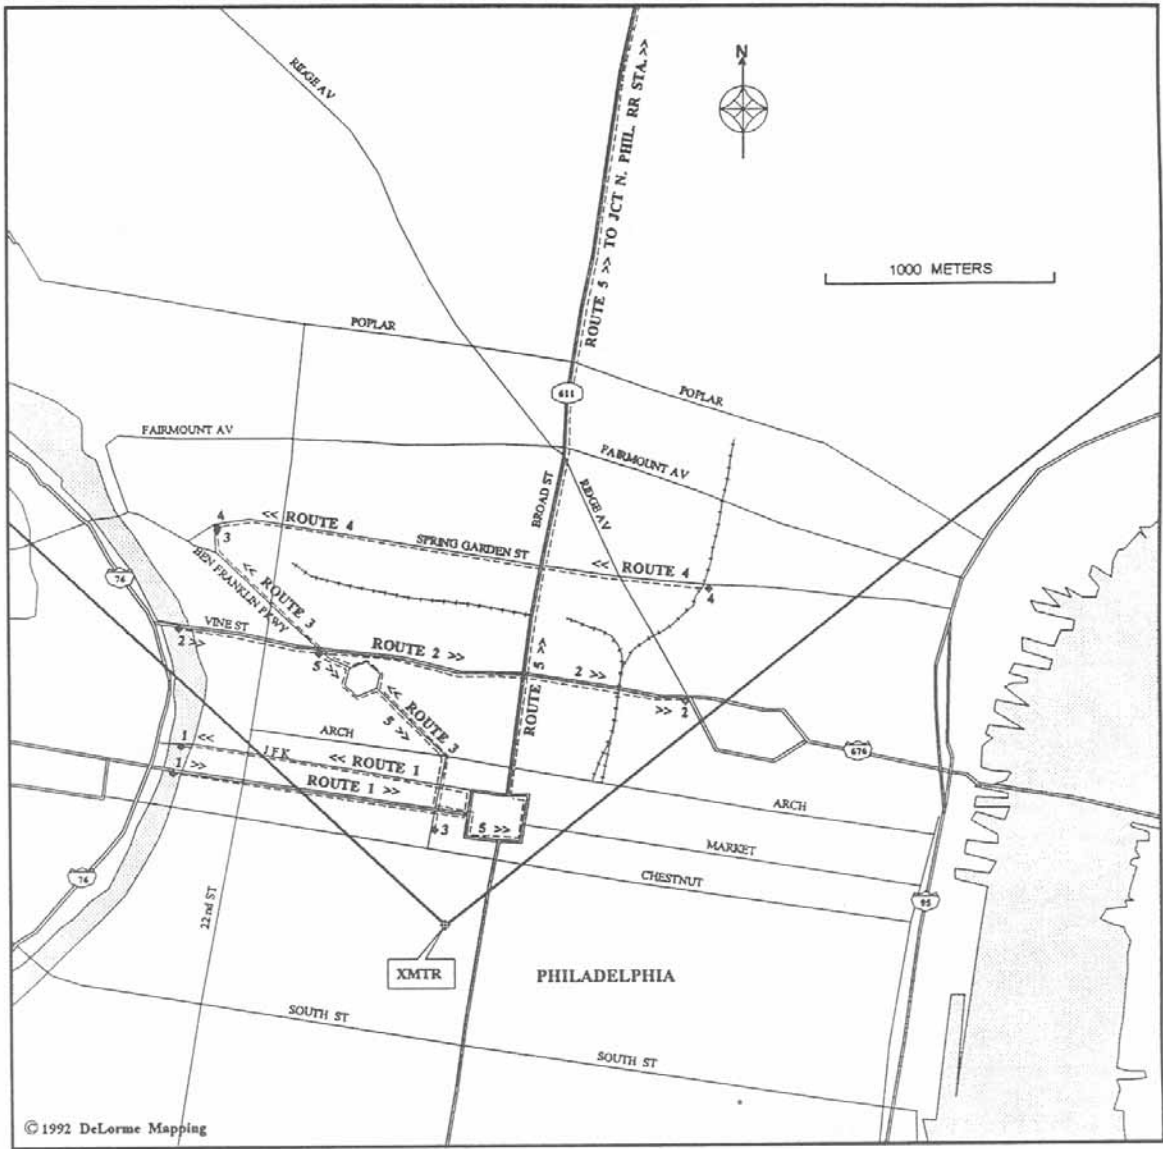 N
RIDGE AV
ROUTE 5 >> TO JCT N. PHIL. RR STA. >>
1000 METERS
POPLAR
611
POPLAR
FAIRMOUNT AV
FAIRMOUNT AV
BROAD ST
RIDGE AV
4
<< ROUTE 4
3
SPRING GARDEN ST
<< ROUTE 4
4
76
<< ROUTE 3
BEN FRANKLIN PKWY
VINE ST
2 >>
ROUTE 2 >>
5 >>
2 >>
ROUTE 5 >>
>> 2
<< ROUTE 3
5 >>
676
ARCH
1 <<
J F K
<< ROUTE 1
1 >>
ROUTE 1 >>
ARCH
3
5 >>
MARKET
CHESTNUT
76
22nd ST
95
XMTR
PHILADELPHIA
SOUTH ST
SOUTH ST
© 1992 DeLorme Mapping